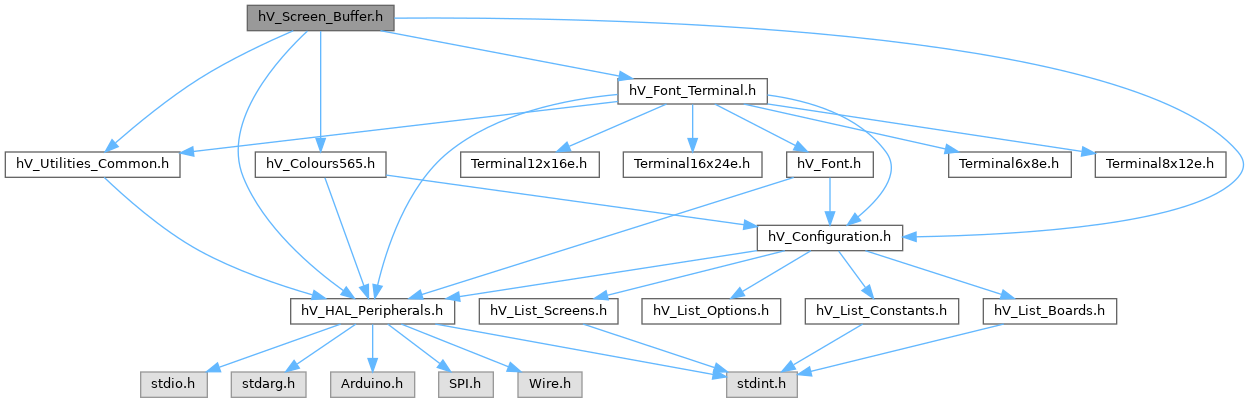 hV_Screen_Buffer.h
hV_Font_Terminal.h
hV_Utilities_Common.h
hV_Colours565.h
Terminal12x16e.h
Terminal16x24e.h
hV_Font.h
Terminal6x8e.h
Terminal8x12e.h
hV_Configuration.h
hV_HAL_Peripherals.h
hV_List_Screens.h
hV_List_Options.h
hV_List_Constants.h
hV_List_Boards.h
stdio.h
stdarg.h
Arduino.h
SPI.h
Wire.h
stdint.h